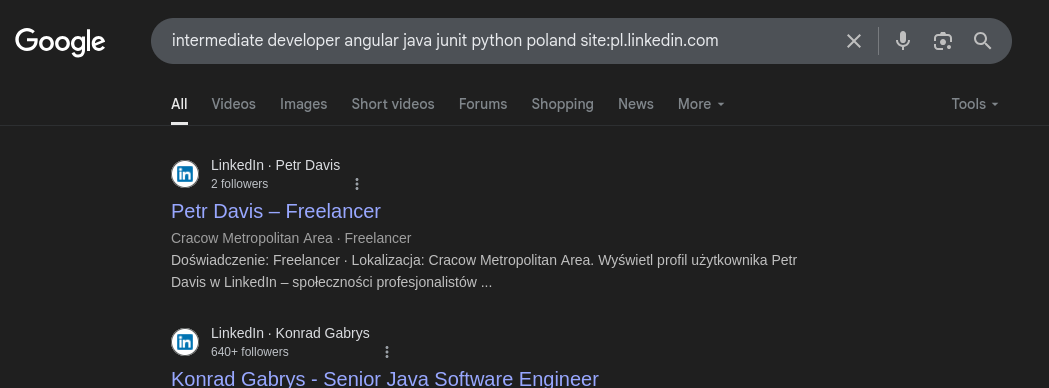 Google
intermediate developer angular java junit python poland site:pl.linkedin.com
All Videos Images Short videos Forums Shopping News More Tools
LinkedIn · Petr Davis
2 followers
Petr Davis – Freelancer
Cracow Metropolitan Area · Freelancer
Doświadczenie: Freelancer · Lokalizacja: Cracow Metropolitan Area. Wyświetl profil użytkownika Petr
Davis w LinkedIn – społeczności profesjonalistów ...
LinkedIn · Konrad Gabrys
640+ followers
Konrad Gabrys - Senior Java Software Engineer